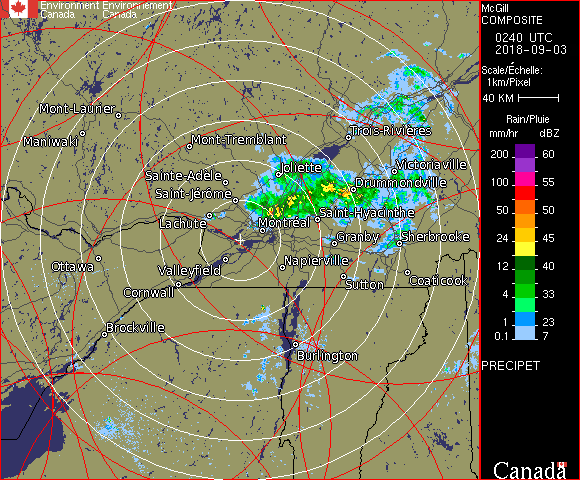 Environment Environnement
Canada Canada
McGill
COMPOSITE
0240 UTC
2018-09-03
Scale/Échelle:
1km/Pixel
40 KM
Rain/Pluie
mm/hr dBZ
200 60
100 55
50 50
24 45
12 40
4 33
1 23
0.1 7
PRECIPET
Canada
Mont-Laurier
Maniwaki
Mont-Tremblant
Trois-Rivières
Sainte-Adèle
Joliette
Victoriaville
Saint-Jérôme
Drummondville
Lachute
Montréal
Saint-Hyacinthe
Granby
Sherbrooke
Ottawa
Valleyfield
Napierville
Cornwall
Sutton
Coaticook
Brockville
Burlington